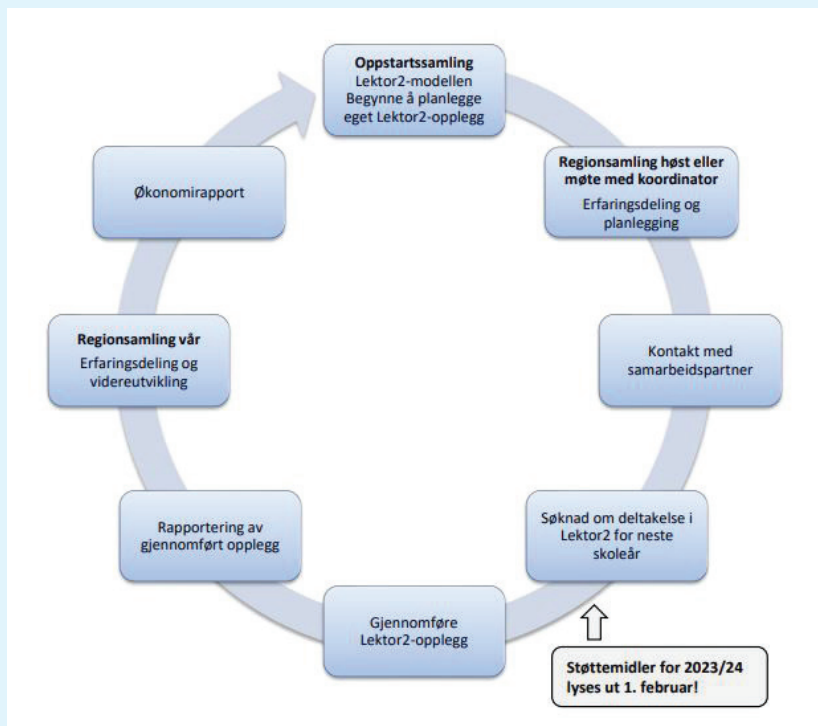 Oppstartssamling
Lektor2-modellen
Begynne å planlegge
eget Lektor2-opplegg
Regionsamling høst eller
møte med koordinator
Erfaringsdeling og
planlegging
Kontakt med
samarbeidspartner
Søknad om deltakelse i
Lektor2 for neste
skoleår
Støttemidler for 2023/24
lyses ut 1. februar!
Gjennomføre
Lektor2-opplegg
Rapportering av
gjennomført opplegg
Regionsamling vår
Erfaringsdeling og
videreutvikling
Økonomirapport